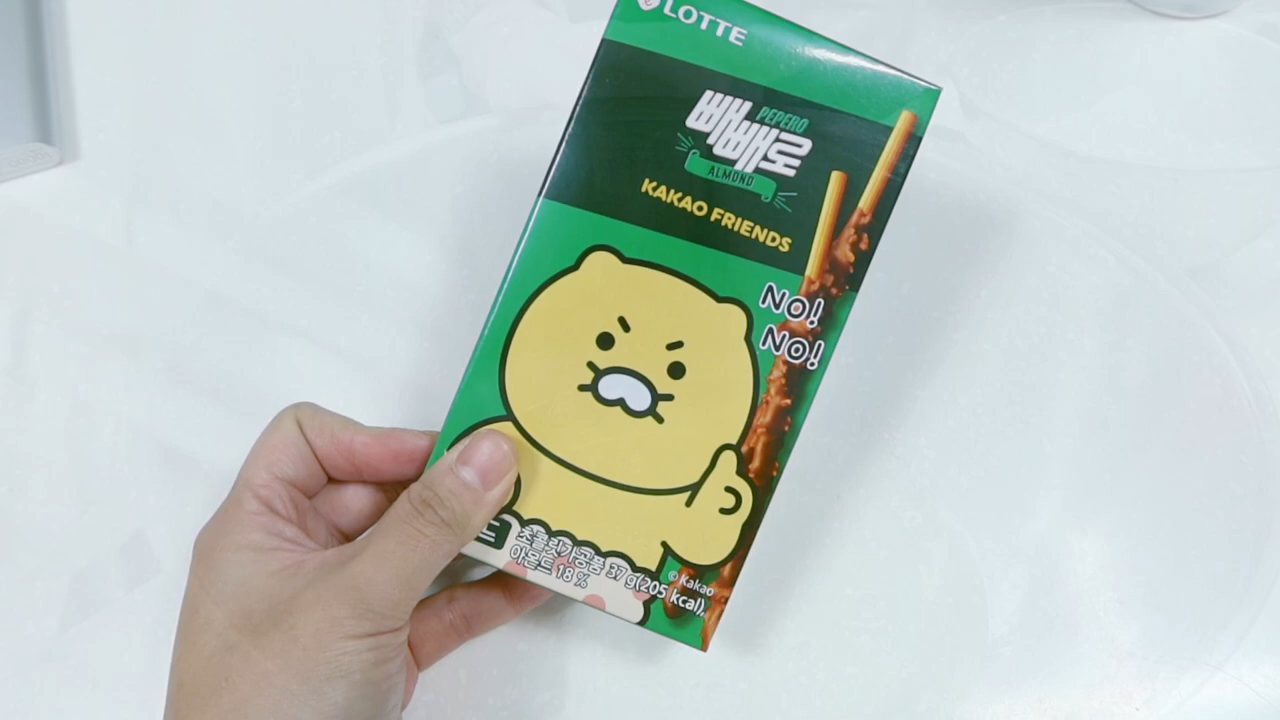 LOTTE
PEPERO
빼빼로
ALMOND
KAKAO FRIENDS
NO!
NO!
드
초콜릿가공품 37 g(205 kcal),
아몬드 18 %
© Kakao